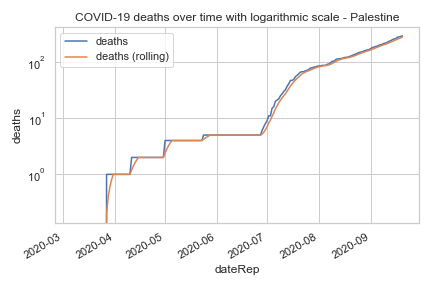 COVID-19 deaths over time with logarithmic scale - Palestine
deaths
deaths (rolling)
10²
10¹
10⁰
deaths
2020-03
2020-04
2020-05
2020-06
2020-07
2020-08
2020-09
dateRep